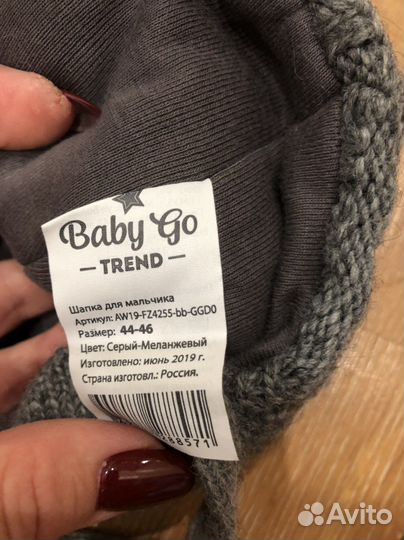 Baby Go
TREND
Шапка для мальчика
Артикул: AW19-FZ4255-bb-GGD0
Размер: 44-46
Цвет: Серый-Меланжевый
Изготовлено: июнь 2019 г.
Страна изготовл.: Россия.
288571
Avito